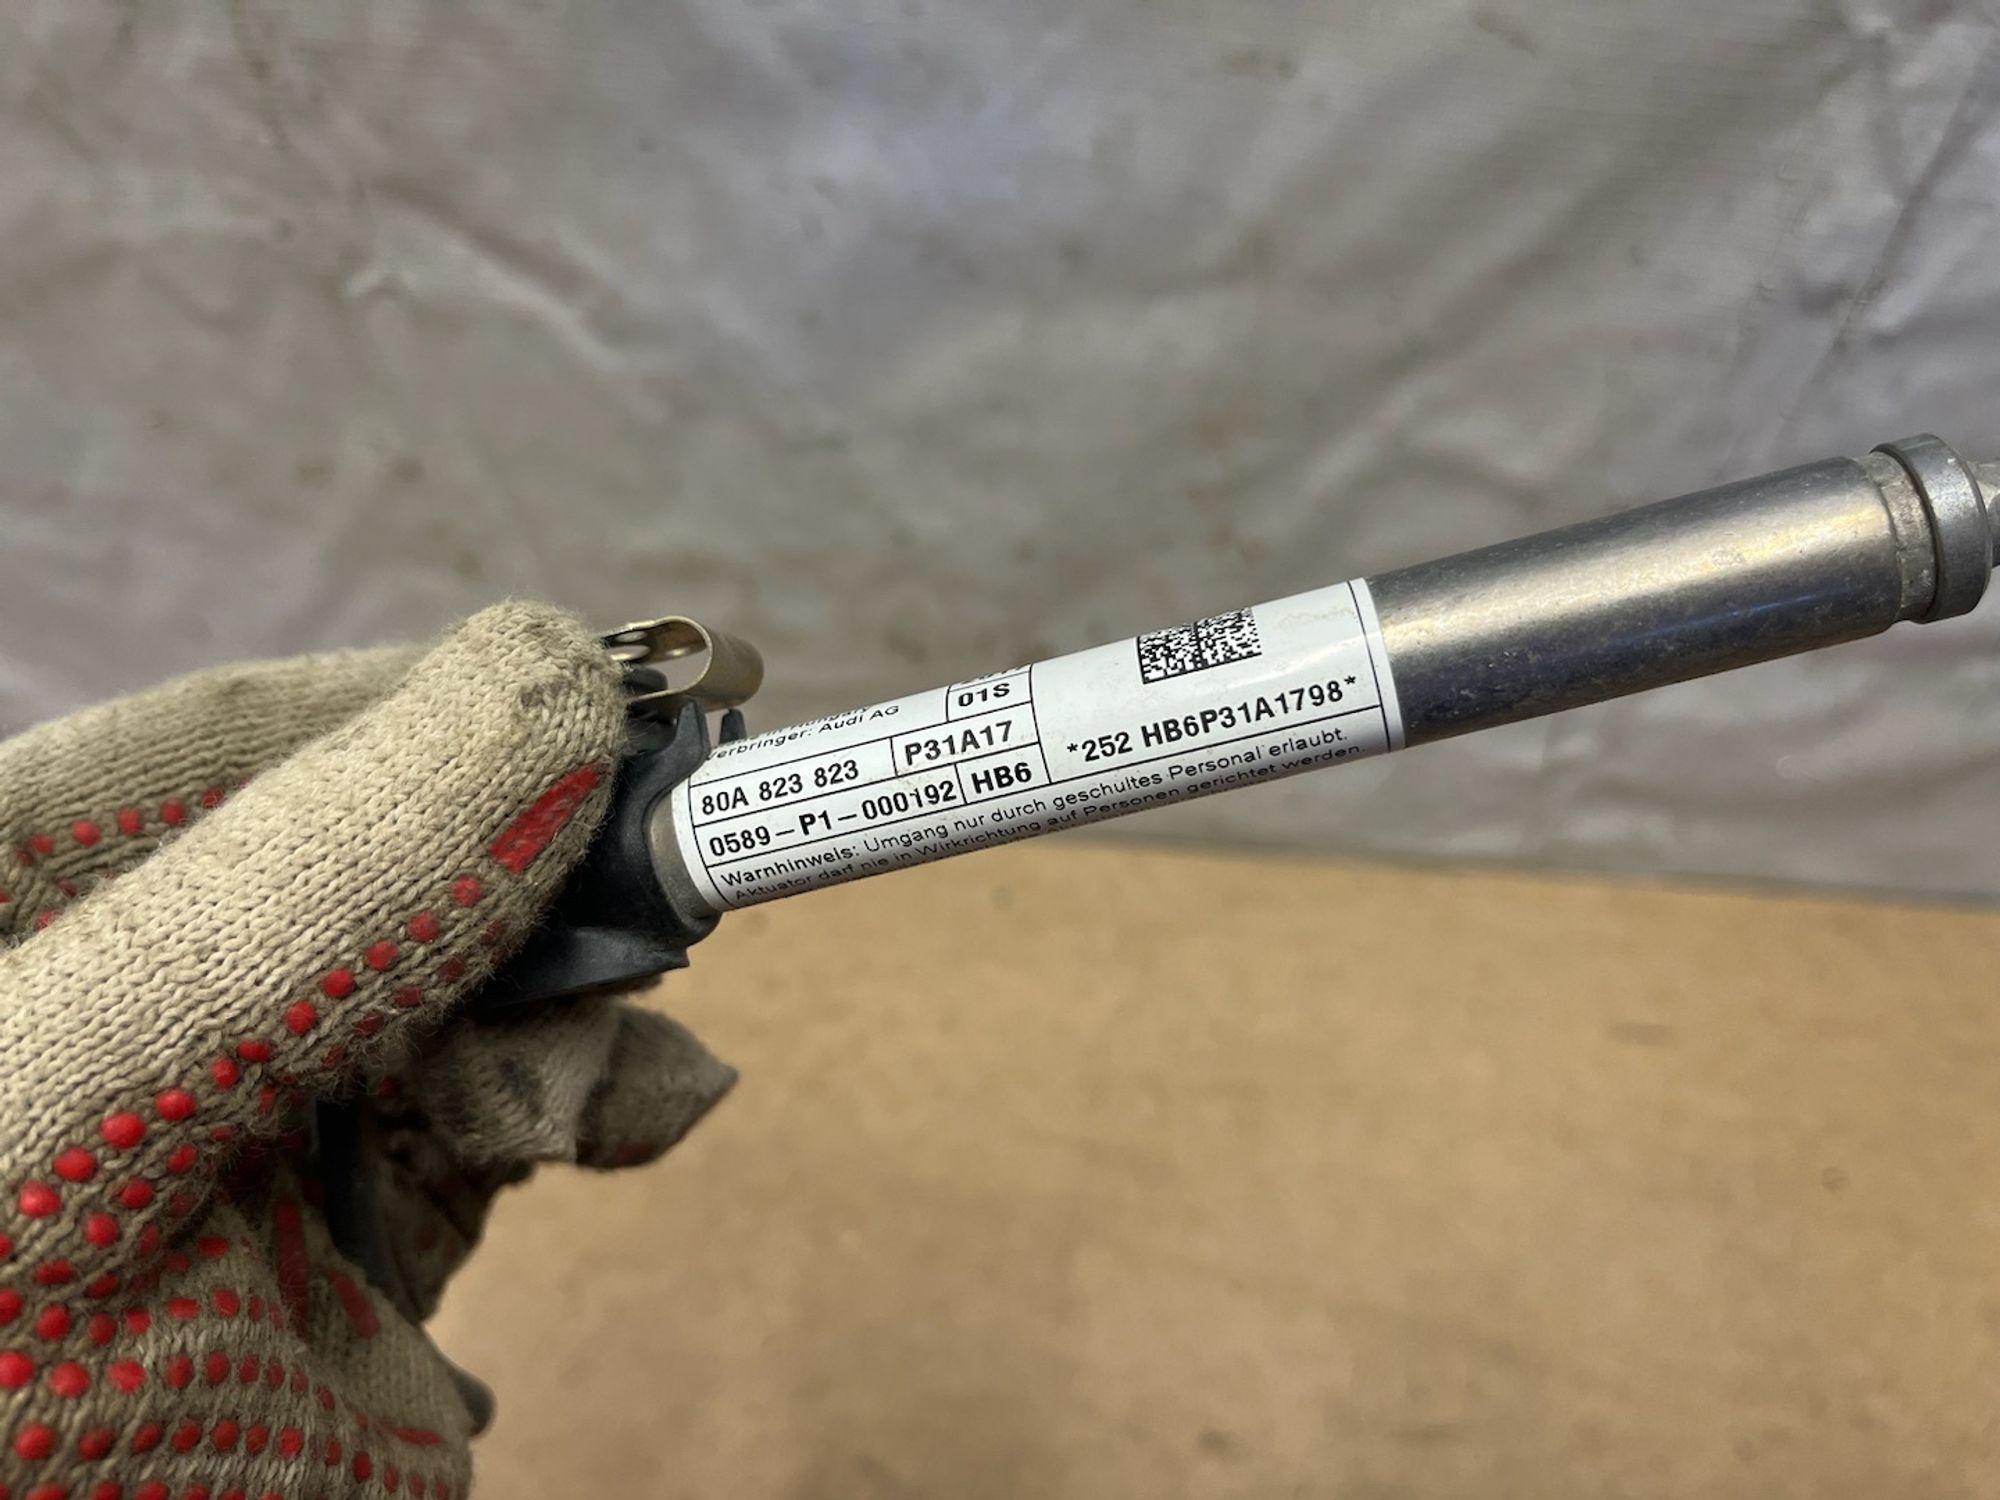 Hungary
Verbringer: Audi AG
01S
80A 823 823
P31A17
0589-P1-000192
HB6
*252 HB6P31A1798*
Warnhinweis: Umgang nur durch geschultes Personal erlaubt.
Aktuator darf nie in Wirkrichtung auf Personen gerichtet werden.